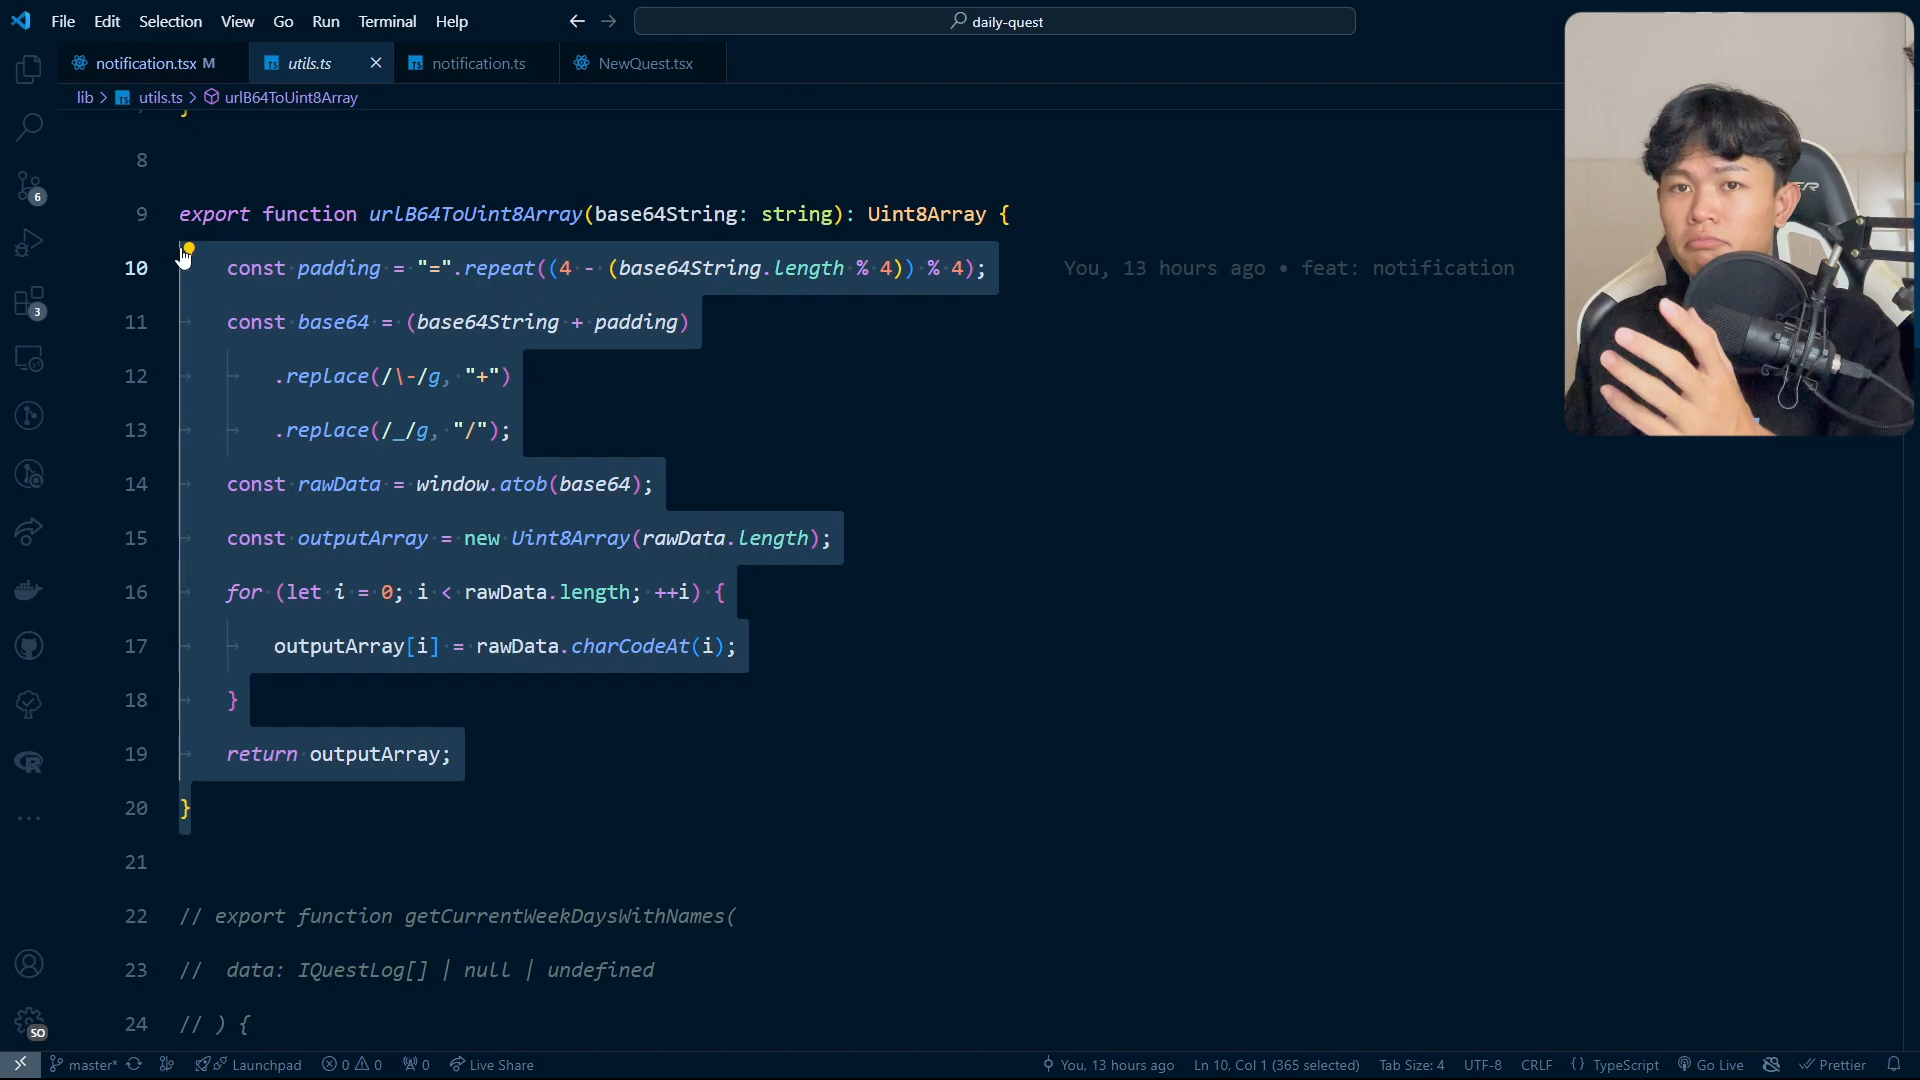 File Edit Selection View Go Run Terminal Help
daily-quest
notification.tsx M
utils.ts
notification.ts
NewQuest.tsx
lib > utils.ts > urlB64ToUint8Array
8
9 export function urlB64ToUint8Array(base64String: string): Uint8Array {
10 const padding = "=".repeat((4 - (base64String.length % 4)) % 4); You, 13 hours ago • feat: notification
11 const base64 = (base64String + padding)
12 .replace(/\-/g, "+")
13 .replace(/_/g, "/");
14 const rawData = window.atob(base64);
15 const outputArray = new Uint8Array(rawData.length);
16 for (let i = 0; i < rawData.length; ++i) {
17 outputArray[i] = rawData.charCodeAt(i);
18 }
19 return outputArray;
20 }
21
22 // export function getCurrentWeekDaysWithNames(
23 // data: IQuestLog[] | null | undefined
24 // ) {
6
3
SO
master* Launchpad 0 0 0 Live Share You, 13 hours ago Ln 10, Col 1 (365 selected) Tab Size: 4 UTF-8 CRLF {} TypeScript Go Live Prettier